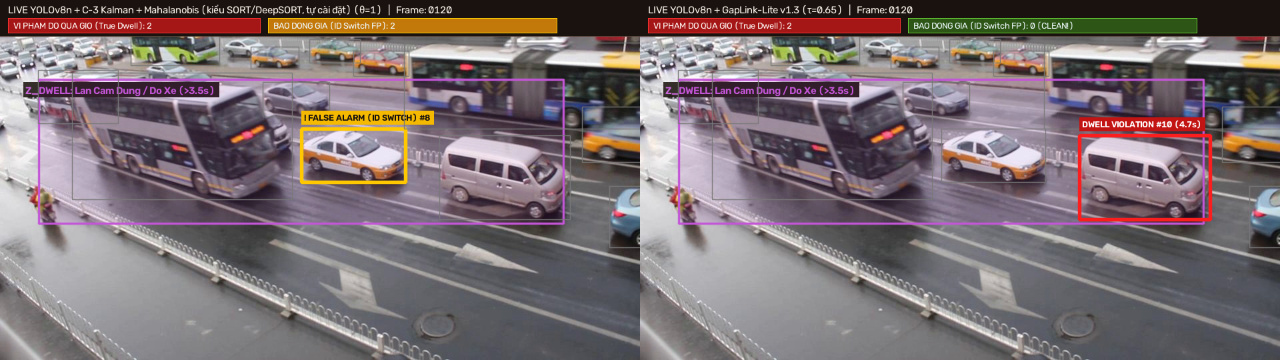 LIVE YOLOv8n + C-3 Kalman + Mahalanobis (kiểu SORT/DeepSORT, tự cài đặt) (θ=1) | Frame: 0120
VI PHAM DO QUA GIO (True Dwell): 2
BAO DONG GIA (ID Switch FP): 2
Z_DWELL: Lan Cam Dung / Do Xe (>3.5s)
! FALSE ALARM (ID SWITCH) #8
LIVE YOLOv8n + GapLink-Lite v1.3 (τ=0.65) | Frame: 0120
VI PHAM DO QUA GIO (True Dwell): 2
BAO DONG GIA (ID Switch FP): 0 (CLEAN!)
Z_DWELL: Lan Cam Dung / Do Xe (>3.5s)
DWELL VIOLATION #10 (4.7s)